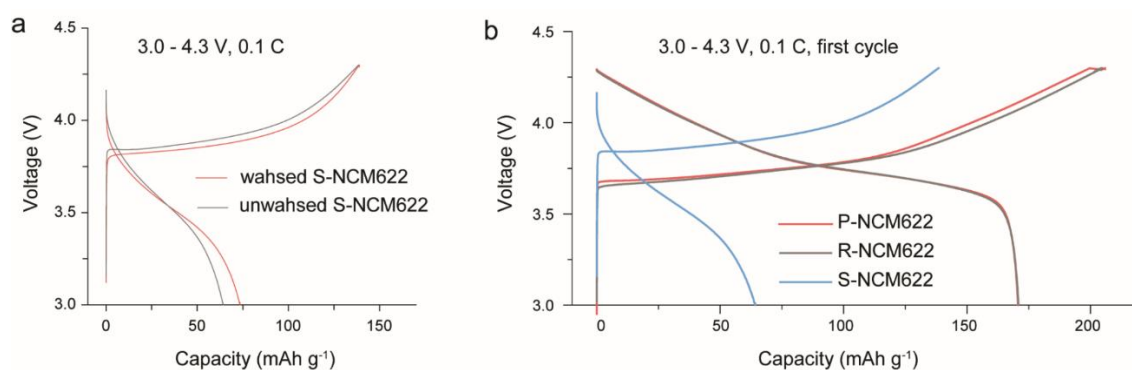 a
3.0 - 4.3 V, 0.1 C
Voltage (V)
4.5
4.0
3.5
3.0
wahsed S-NCM622
unwahsed S-NCM622
0 50 100 150
Capacity (mAh g⁻¹)
b
3.0 - 4.3 V, 0.1 C, first cycle
Voltage (V)
4.5
4.0
3.5
3.0
P-NCM622
R-NCM622
S-NCM622
0 50 100 150 200
Capacity (mAh g⁻¹)